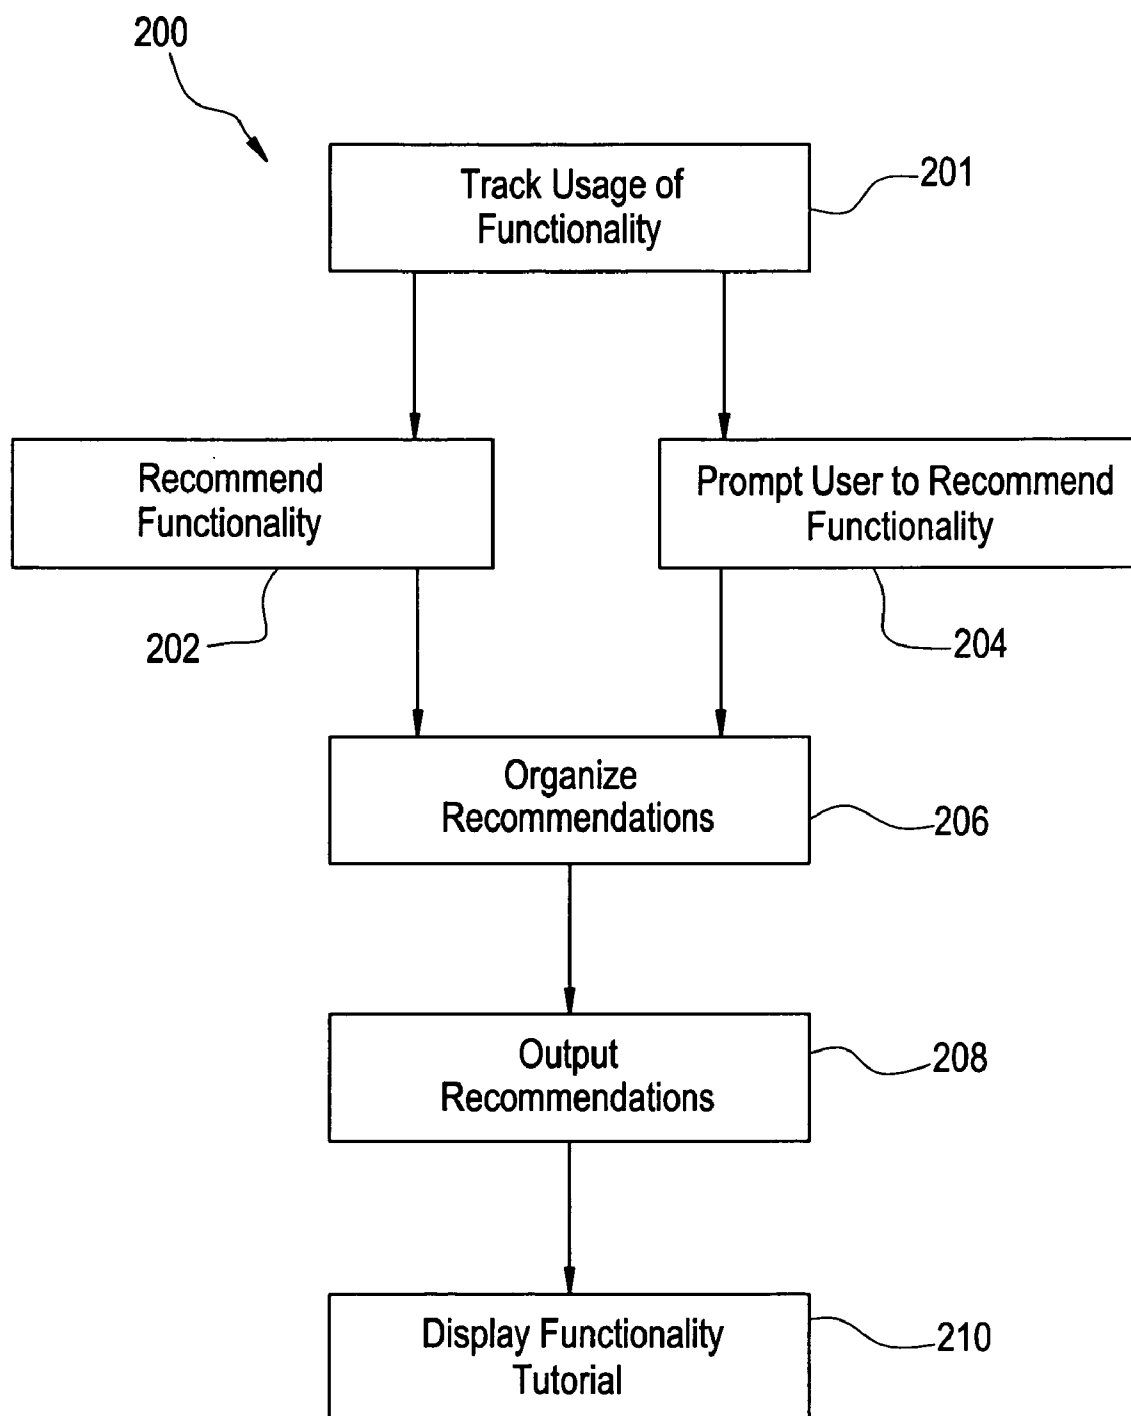 200
Track Usage of
Functionality
201
Recommend
Functionality
Prompt User to Recommend
Functionality
202
204
Organize
Recommendations
206
Output
Recommendations
208
Display Functionality
Tutorial
210